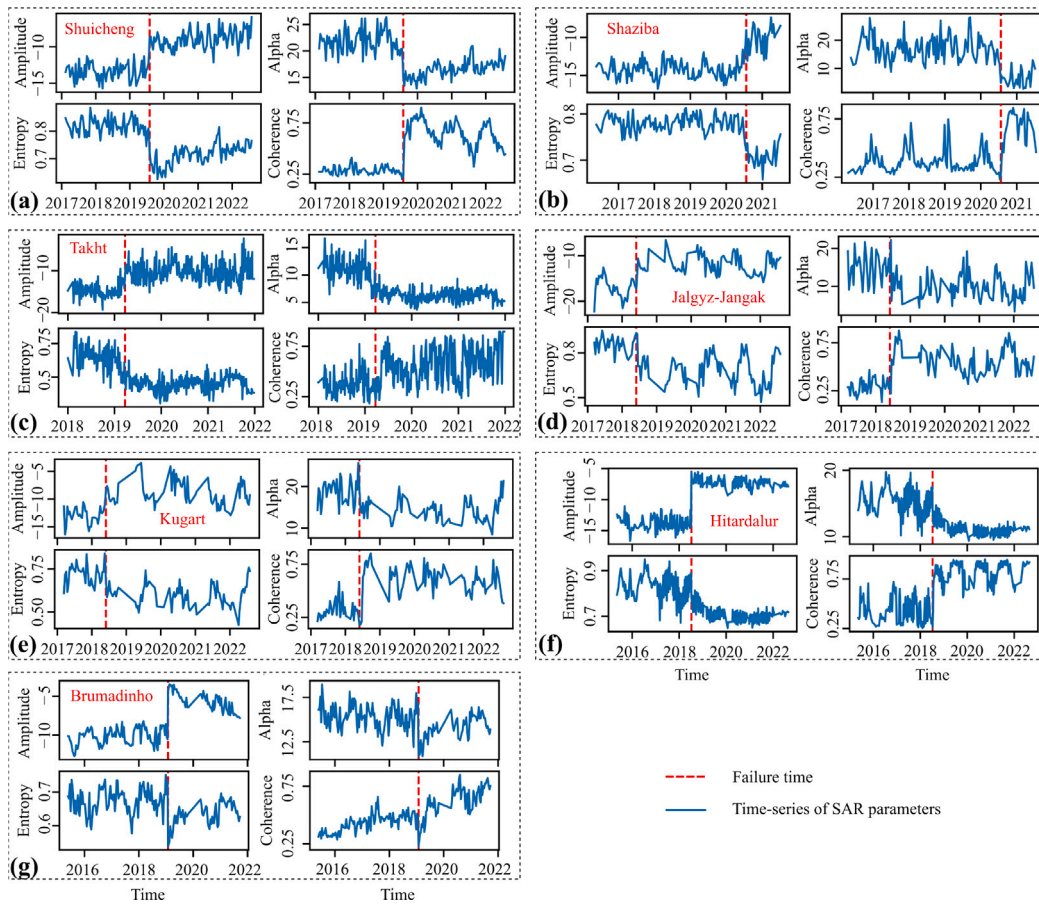 Shuicheng
Amplitude
−10
−15
Alpha
25
20
15
Entropy
0.8
0.7
Coherence
0.75
0.25
2017 2018 2019 2020 2021 2022
2017 2018 2019 2020 2021 2022
(a)
Shaziba
Amplitude
−10
−15
Alpha
20
10
Entropy
0.8
0.7
Coherence
0.75
0.25
2017 2018 2019 2020 2021
2017 2018 2019 2020 2021
(b)
Takht
Amplitude
−10
−20
Alpha
15
10
5
Entropy
0.75
0.5
Coherence
0.75
0.25
2018 2019 2020 2021 2022
2018 2019 2020 2021 2022
(c)
Jalgyz-Jangak
Amplitude
−10
−20
Alpha
20
10
Entropy
0.8
0.5
Coherence
0.75
0.25
2017 2018 2019 2020 2021 2022
2017 2018 2019 2020 2021 2022
(d)
Kugart
Amplitude
−5
−10
−15
Alpha
20
10
Entropy
0.75
0.50
Coherence
0.75
0.25
2017 2018 2019 2020 2021 2022
2017 2018 2019 2020 2021 2022
(e)
Hitardalur
Amplitude
−5
−10
−15
Alpha
20
10
Entropy
0.9
0.7
Coherence
0.75
0.25
2016 2018 2020 2022
2016 2018 2020 2022
(f)
Time
Time
Brumadinho
Amplitude
−5
−10
Alpha
17.5
12.5
Entropy
0.7
0.6
Coherence
0.75
0.25
2016 2018 2020 2022
2016 2018 2020 2022
(g)
Time
Time
Failure time
Time-series of SAR parameters